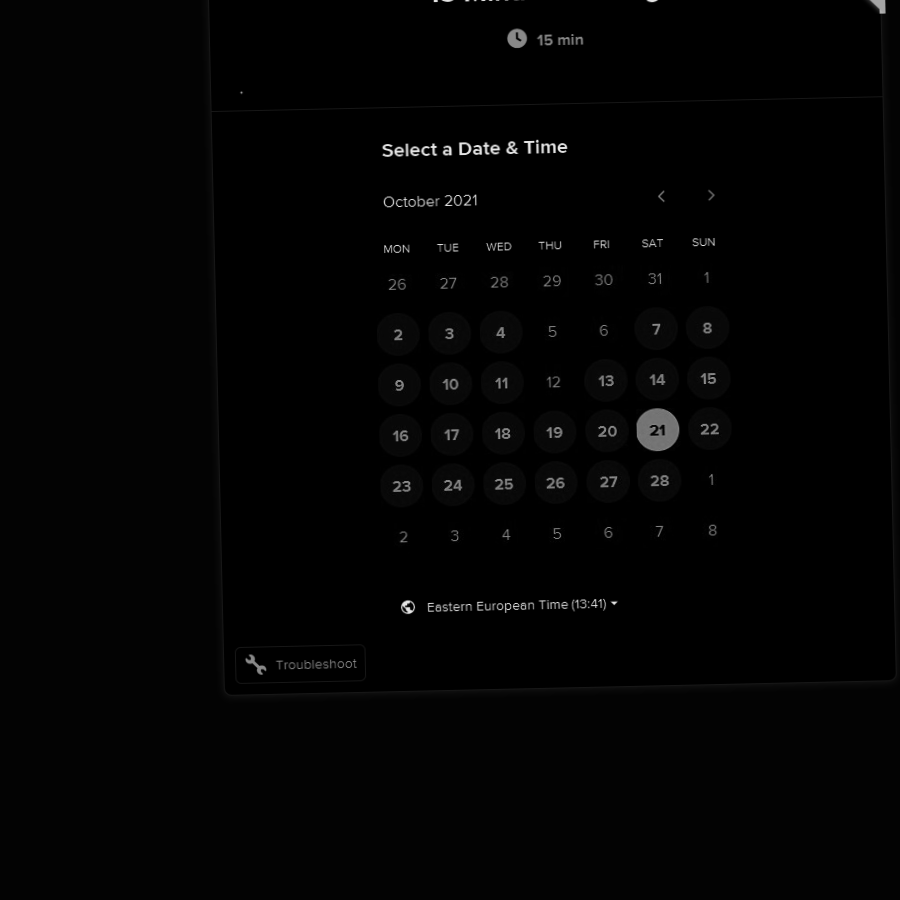 15 min
.
Select a Date & Time
October 2021
MON TUE WED THU FRI SAT SUN
26 27 28 29 30 31 1
2 3 4 5 6 7 8
9 10 11 12 13 14 15
16 17 18 19 20 21 22
23 24 25 26 27 28 1
2 3 4 5 6 7 8
Eastern European Time (13:41)
Troubleshoot